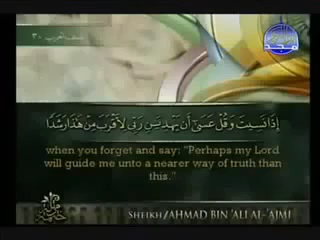 إِذَا نَسِيتَ وَقُلْ عَسَىٰ أَن يَهْدِيَنِ رَبِّي لِأَقْرَبَ مِنْ هَٰذَا رَشَدًا
when you forget and say: "Perhaps my Lord
will guide me unto a nearer way of truth than
this."
SHEIKH/AHMAD BIN 'ALI AL-'AJMI